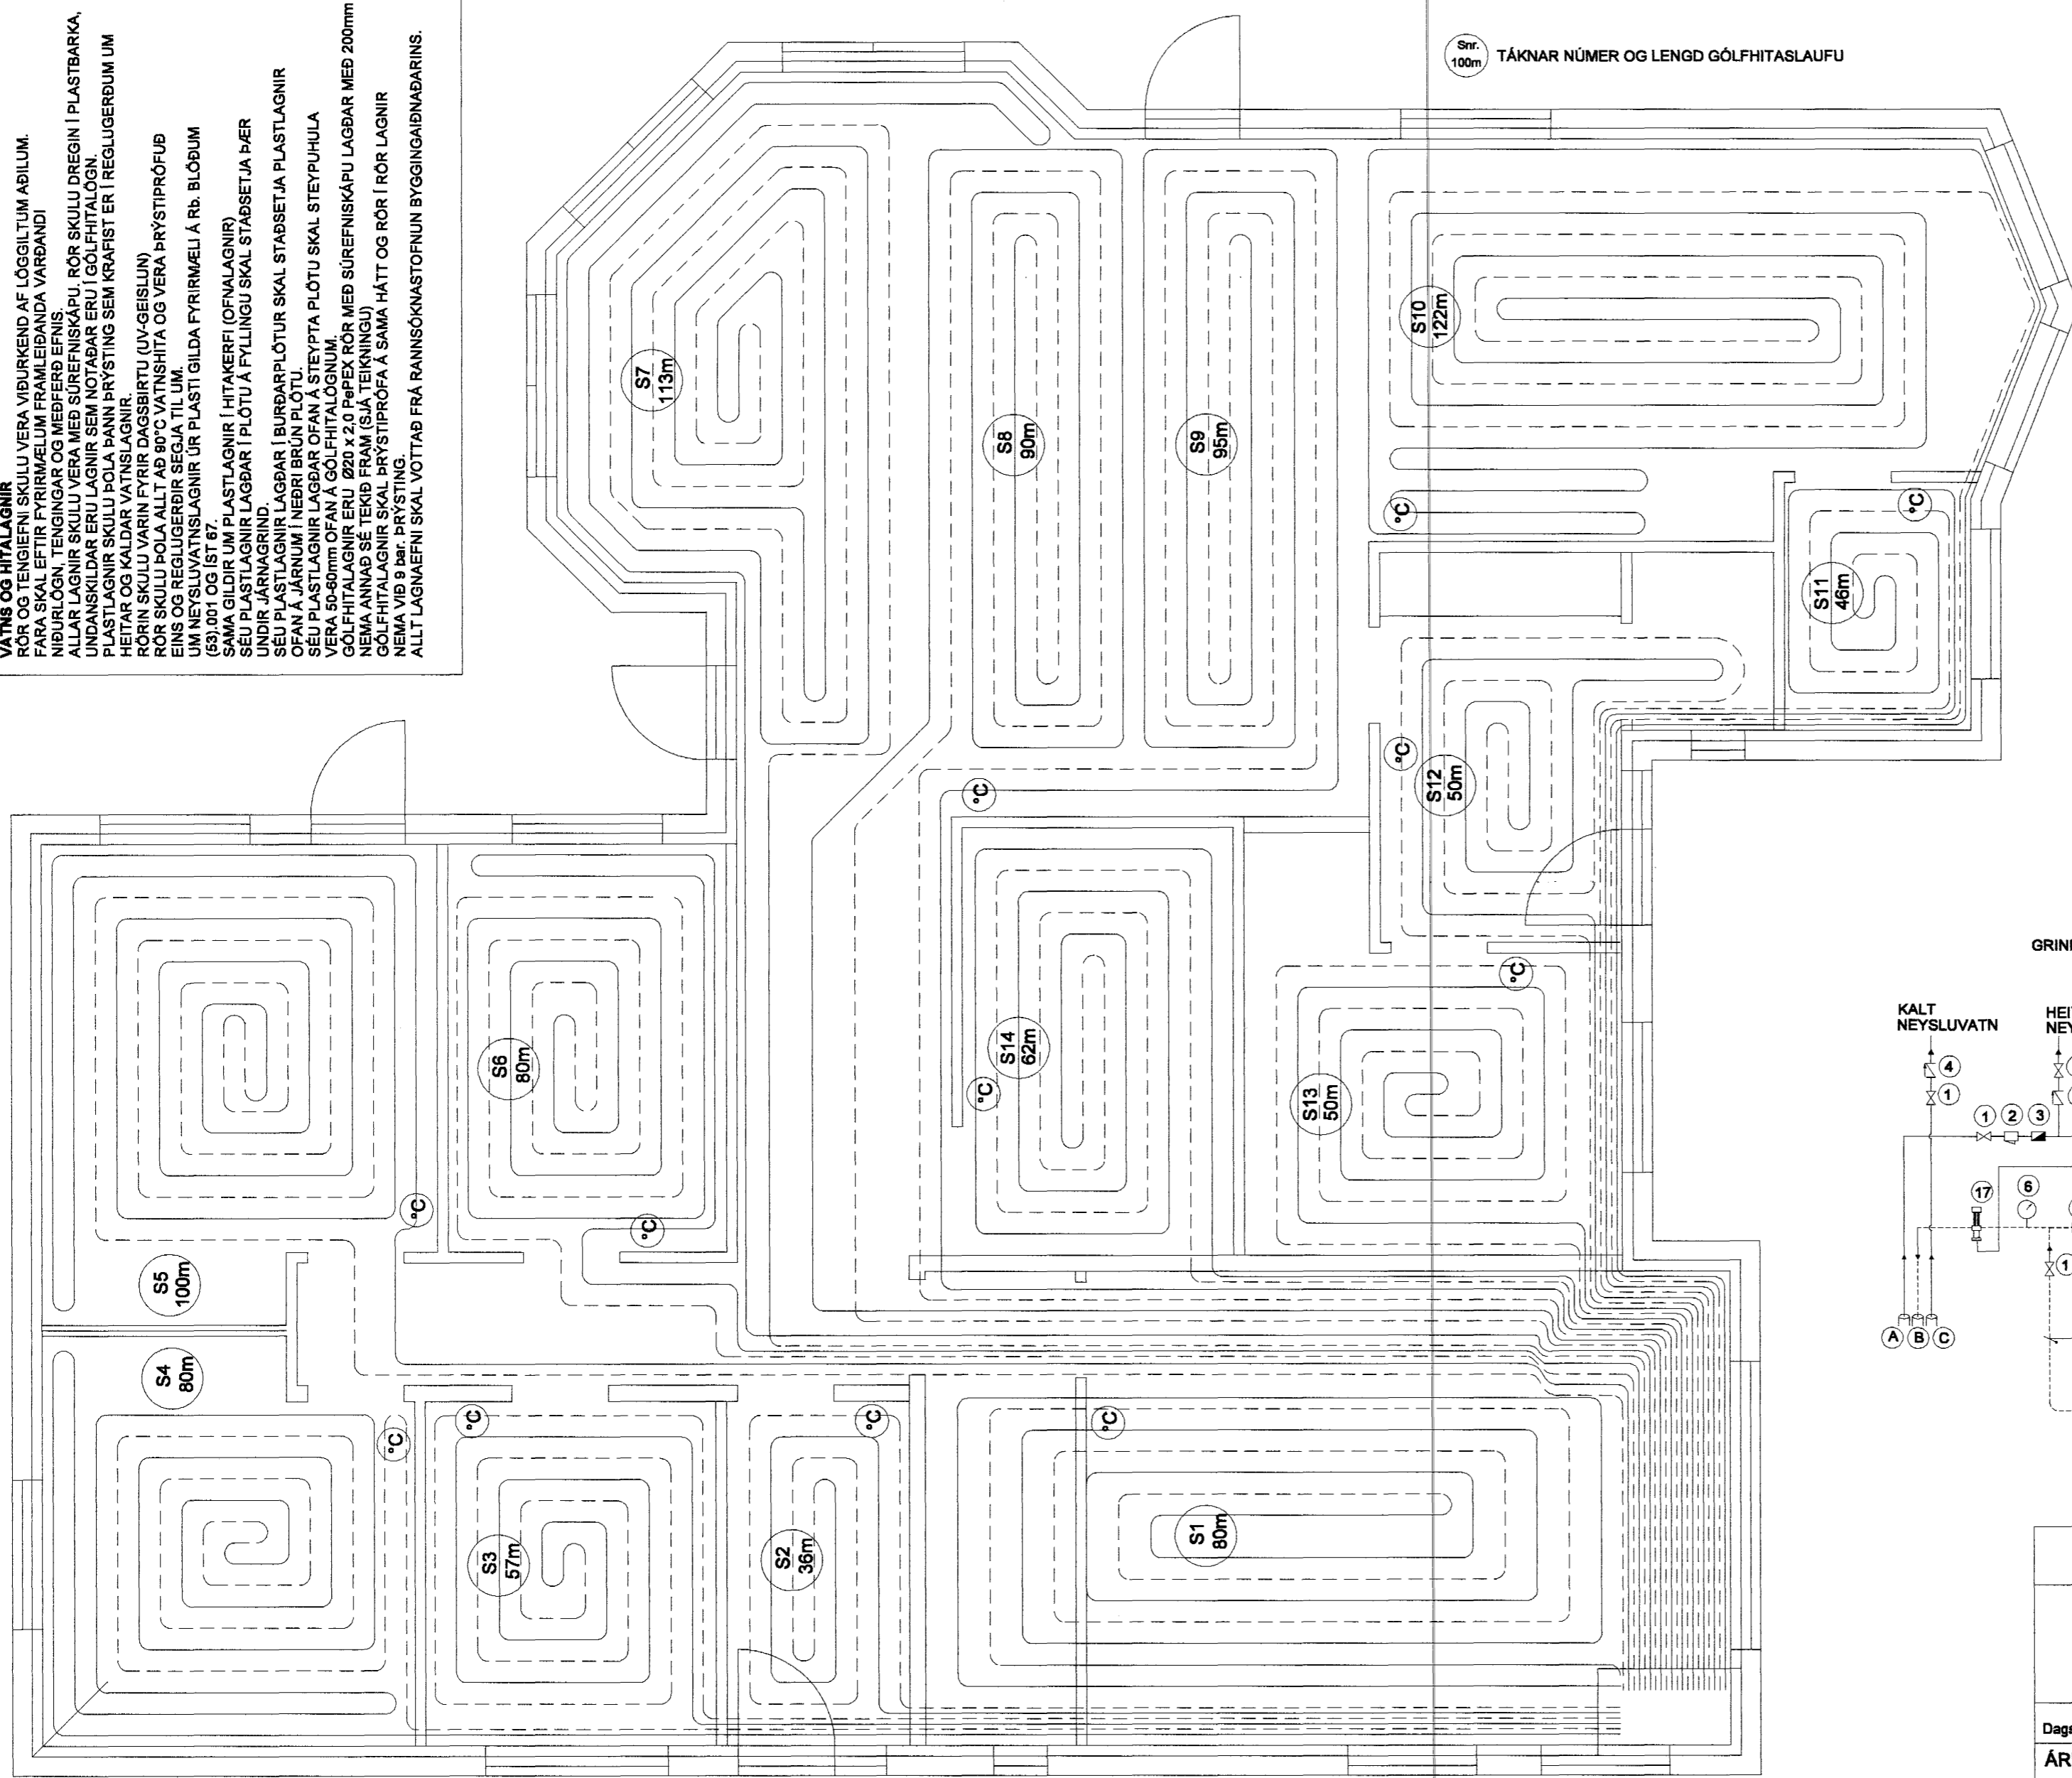 VATNS OG HITALAGNIR
RÖR OG TENGIEFNI SKULU VERA VIÐURKEND AF LÖGGILTUM AÐILUM.
FARA SKAL EFTIR FYRIRMÆLUM FRAMLEIÐANDA VARÐANDI
NIÐURLÖGN, TENGINGAR OG MEÐFERÐ EFNIS.
ALLAR LAGNIR SKULU VERA MEÐ SÚREFNISKÁPU. RÖR SKULU DREGIN Í PLASTBARKA,
UNDANSKILDAR ERU LAGNIR SEM NOTAÐAR ERU Í GÓLFHITALÖGN.
PLASTLAGNIR SKULU ÞOLA ÞANN ÞRÝSTING SEM KRAFIST ER Í REGLUGERÐUM UM
HEITAR OG KALDAR VATNSLAGNIR.
RÖRIN SKULU VARIN FYRIR DAGSBIRTU (UV-GEISLUN)
RÖR SKULU ÞOLA ALLT AÐ 90°C VATNSHITA OG VERA ÞRÝSTIPRÓFUÐ
EINS OG REGLUGERÐIR SEGJA TIL UM.
UM NEYSLUVATNSLAGNIR ÚR PLASTI GILDA FYRIRMÆLI Á Rb. BLÖÐUM
(53).001 OG ÍST 67.
SAMA GILDIR UM PLASTLAGNIR Í HITAKERFI (OFNALAGNIR)
SÉU PLASTLAGNIR LAGÐAR Í PLÖTU Á FYLLINGU SKAL STAÐSETJA ÞÆR
UNDIR JÁRNAGRIND.
SÉU PLASTLAGNIR LAGÐAR Í BURÐARPLÖTUR SKAL STAÐSETJA PLASTLAGNIR
OFAN Á JÁRNUM Í NEÐRI BRÚN PLÖTU.
SÉU PLASTLAGNIR LAGÐAR OFAN Á STEYPTA PLÖTU SKAL STEYPUHULA
VERA 50-60mm OFAN Á GÓLFHITALÖGNUM.
GÓLFHITALAGNIR ERU Ø20 x 2,0 PePEX RÖR MEÐ SÚREFNISKÁPU LAGÐAR MEÐ 200mm
NEMA ANNAÐ SÉ TEKIÐ FRAM (SJÁ TEIKNINGU)
GÓLFHITALAGNIR SKAL ÞRÝSTIPRÓFA Á SAMA HÁTT OG RÖR Í RÖR LAGNIR
NEMA VIÐ 9 bar. ÞRÝSTING.
ALLT LAGNAEFNI SKAL VOTTAÐ FRÁ RANNSÓKNASTOFNUN BYGGINGAIÐNAÐARINS.
Snr.
100m
TÁKNAR NÚMER OG LENGD GÓLFHITASLAUFU
S7
113m
S8
90m
S9
95m
S10
122m
°C
°C
S11
46m
°C
S12
50m
°C
S6
80m
S14
62m
°C
S13
50m
°C
°C
°C
S5
100m
S4
80m
°C
°C
°C
°C
S3
57m
S2
36m
S1
80m
KALT
NEYSLUVATN
4
1
1
2
3
17
6
1
A
B
C